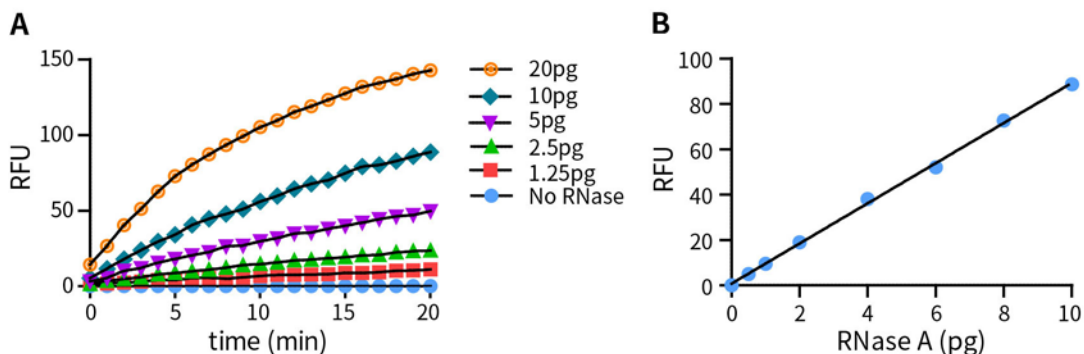 A
RFU
150
100
50
0
0 5 10 15 20
time (min)
20pg
10pg
5pg
2.5pg
1.25pg
No RNase
B
RFU
100
80
60
40
20
0
0 2 4 6 8 10
RNase A (pg)